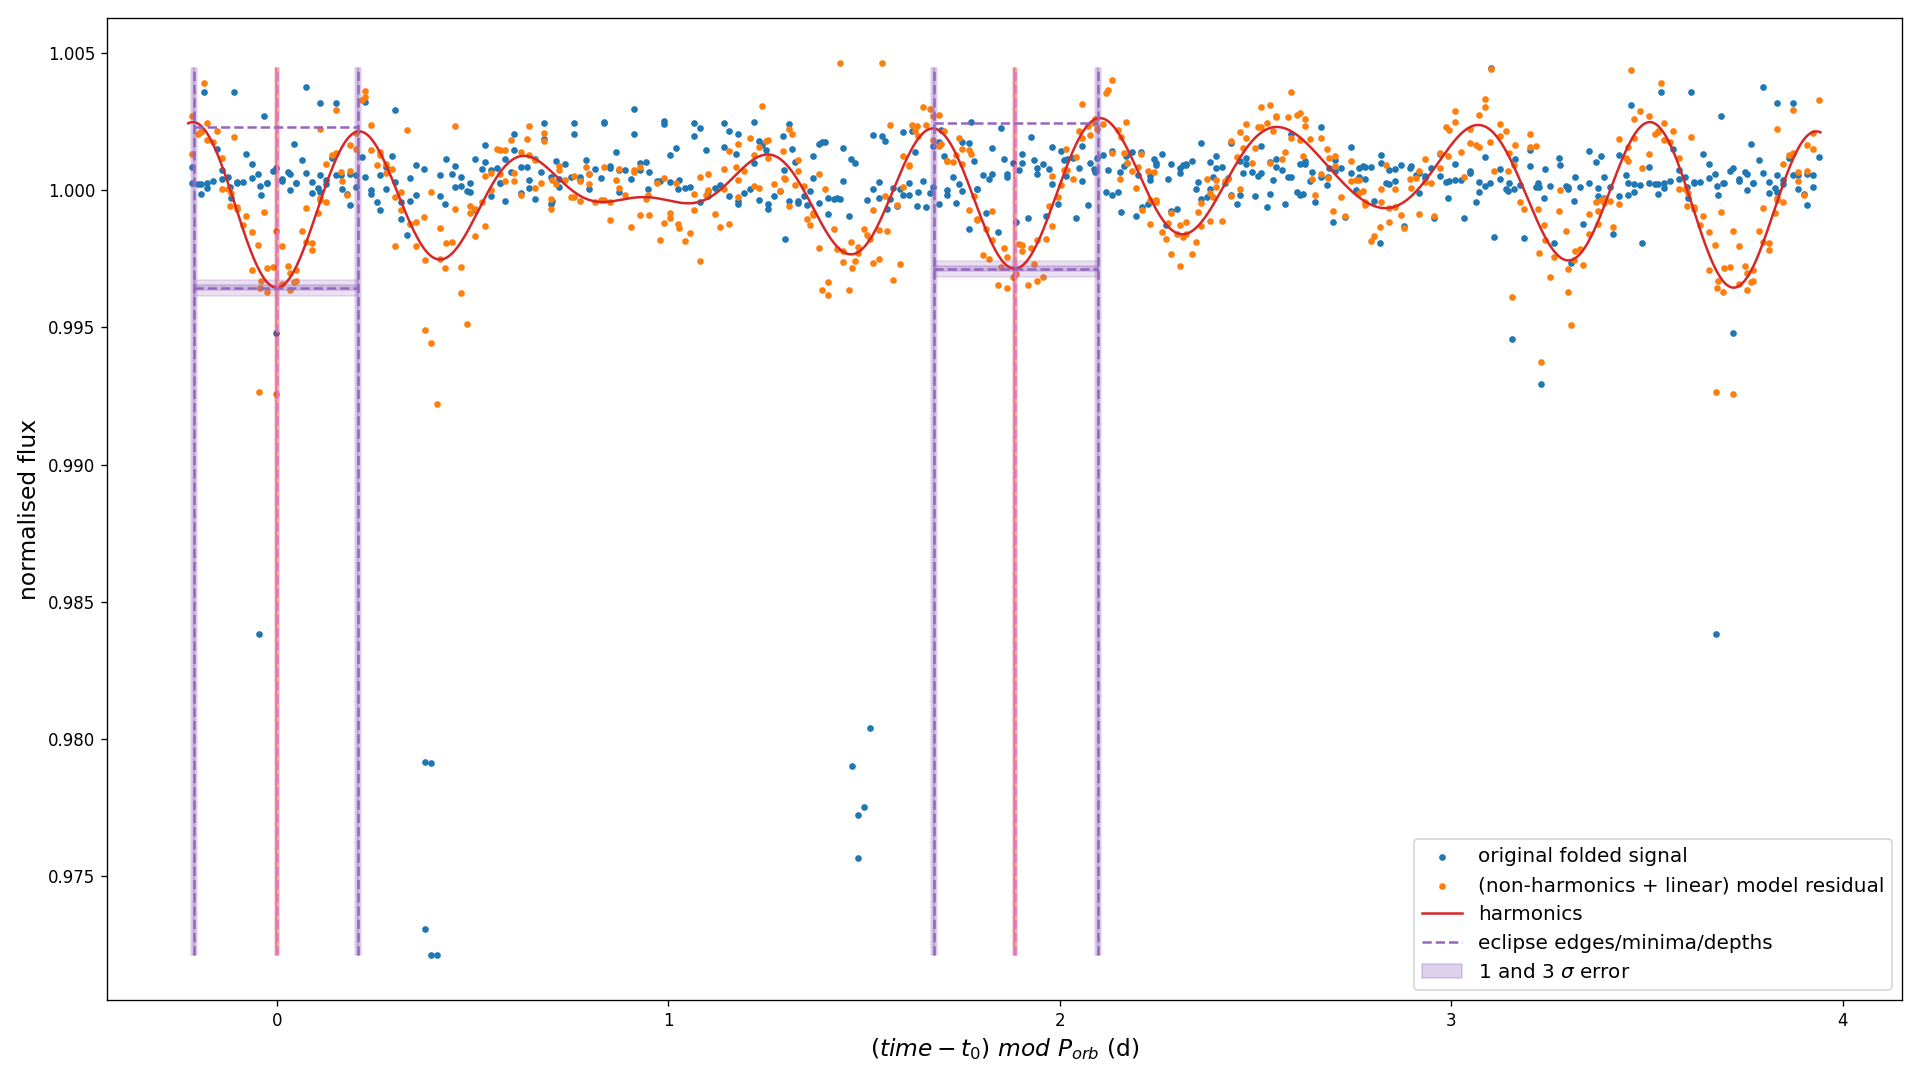 1.005
1.000
0.995
0.990
0.985
0.980
0.975
normalised flux
0 1 2 3 4
(time − t₀) mod P_orb (d)
original folded signal
(non-harmonics + linear) model residual
harmonics
eclipse edges/minima/depths
1 and 3 σ error